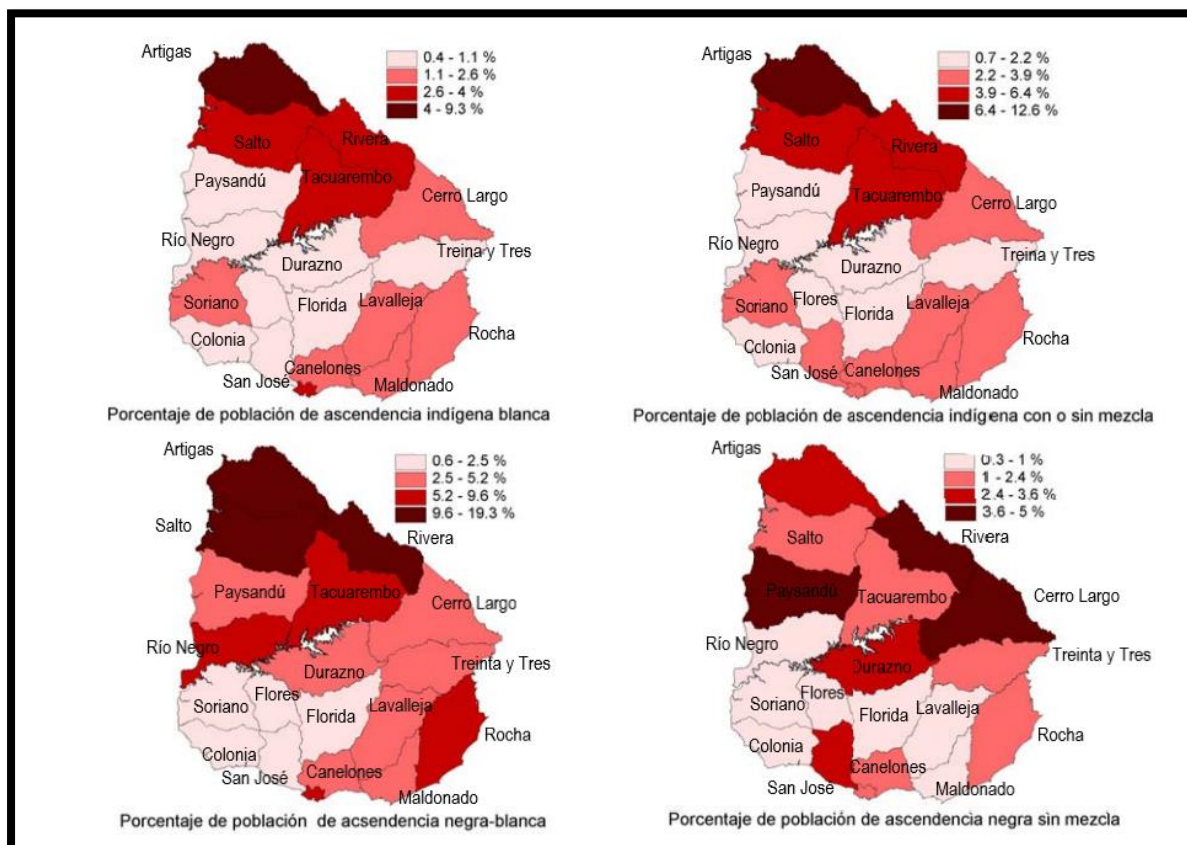 Artigas
0.4 - 1.1 %
1.1 - 2.6 %
2.6 - 4 %
4 - 9.3 %
Salto
Rivera
Paysandú
Tacuarembo
Cerro Largo
Río Negro
Durazno
Treina y Tres
Soriano
Florida
Lavalleja
Colonia
Rocha
San José
Canelones
Maldonado
Porcentaje de población de ascendencia indígena blanca
Artigas
0.7 - 2.2 %
2.2 - 3.9 %
3.9 - 6.4 %
6.4 - 12.6 %
Salto
Rivera
Paysandú
Tacuarembo
Cerro Largo
Río Negro
Durazno
Treina y Tres
Soriano
Flores
Florida
Lavalleja
Colonia
Rocha
San José
Canelones
Maldonado
Porcentaje de población de ascendencia indígena con o sin mezcla
Artigas
0.6 - 2.5 %
2.5 - 5.2 %
5.2 - 9.6 %
9.6 - 19.3 %
Salto
Rivera
Paysandú
Tacuarembo
Cerro Largo
Río Negro
Durazno
Treinta y Tres
Soriano
Flores
Florida
Lavalleja
Colonia
Rocha
San José
Canelones
Maldonado
Porcentaje de población de acsendencia negra-blanca
Artigas
0.3 - 1 %
1 - 2.4 %
2.4 - 3.6 %
3.6 - 5 %
Salto
Rivera
Paysandú
Tacuarembo
Cerro Largo
Río Negro
Durazno
Treinta y Tres
Soriano
Flores
Florida
Lavalleja
Colonia
Rocha
San José
Canelones
Maldonado
Porcentaje de población de ascendencia negra sin mezcla